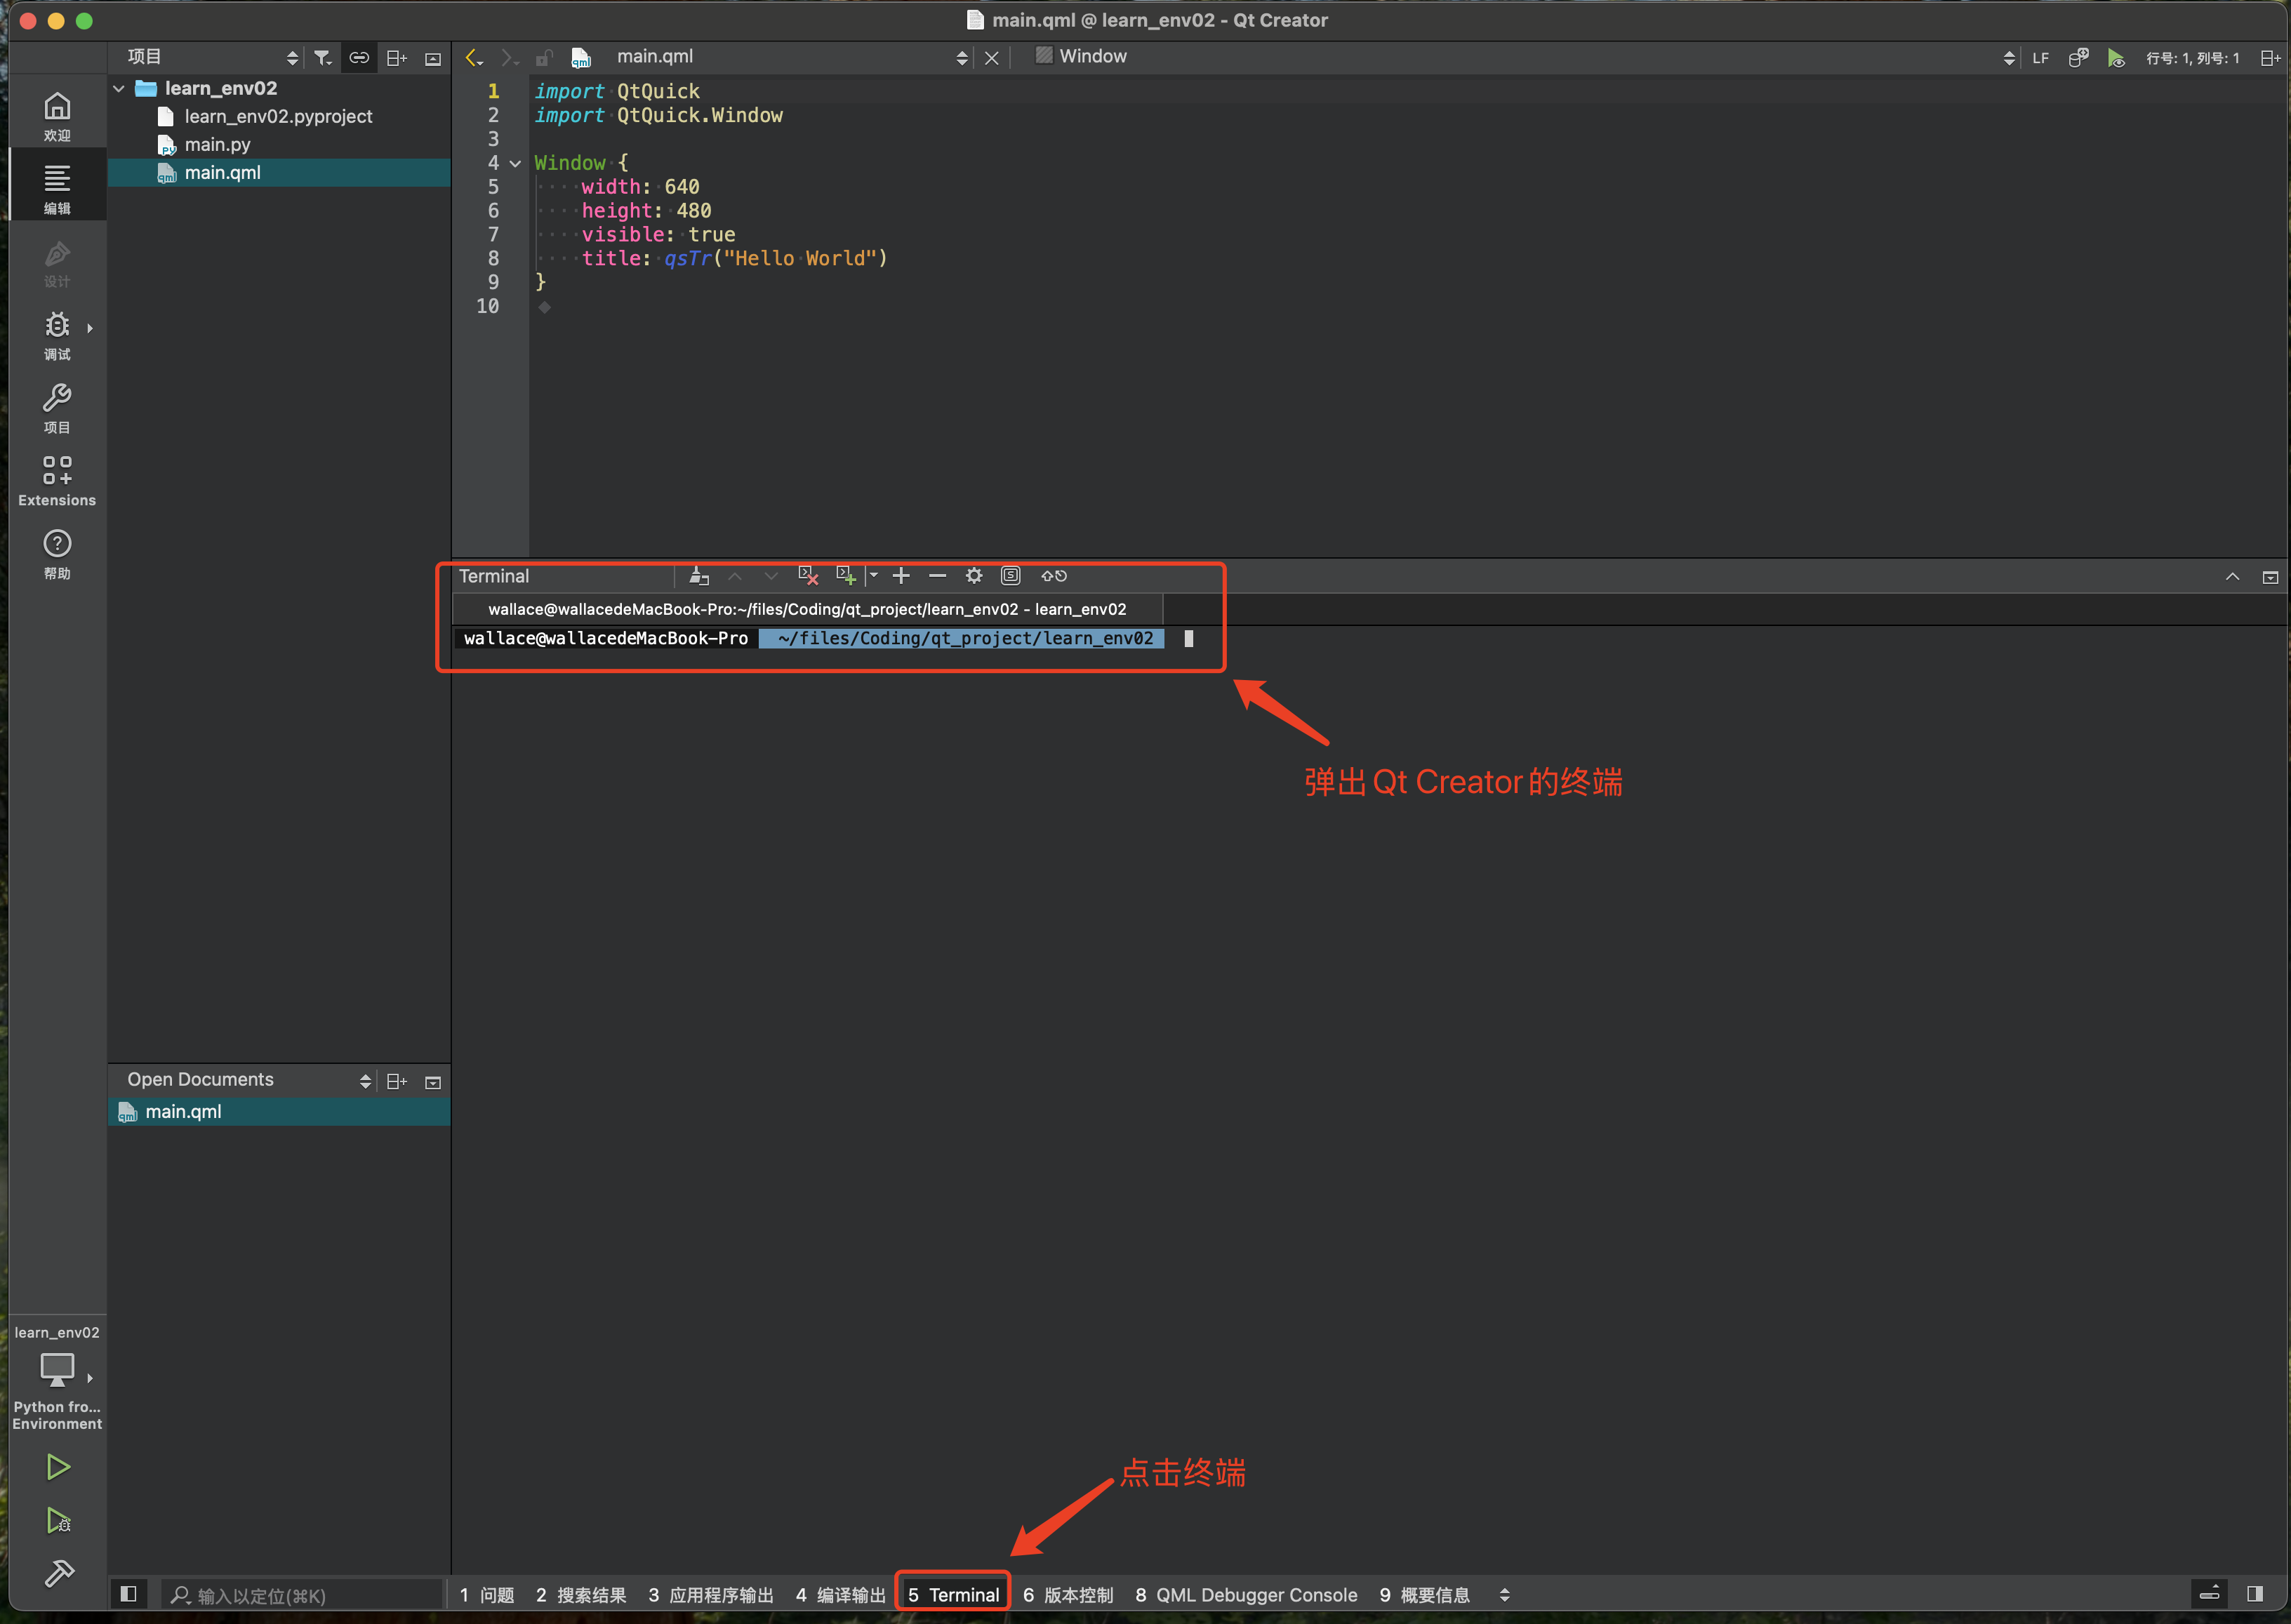 main.qml @ learn_env02 - Qt Creator
项目
main.qml
Window
LF
行号: 1, 列号: 1
欢迎
编辑
设计
调试
项目
Extensions
帮助
learn_env02
learn_env02.pyproject
main.py
main.qml
1 import QtQuick
2 import QtQuick.Window
3
4 Window {
5 width: 640
6 height: 480
7 visible: true
8 title: qsTr("Hello World")
9 }
10
Terminal
wallace@wallacedeMacBook-Pro:~/files/Coding/qt_project/learn_env02 - learn_env02
wallace@wallacedeMacBook-Pro ~/files/Coding/qt_project/learn_env02
弹出 Qt Creator 的终端
Open Documents
main.qml
learn_env02
Python fro...
Environment
点击终端
输入以定位(⌘K)
1 问题 2 搜索结果 3 应用程序输出 4 编译输出 5 Terminal 6 版本控制 8 QML Debugger Console 9 概要信息